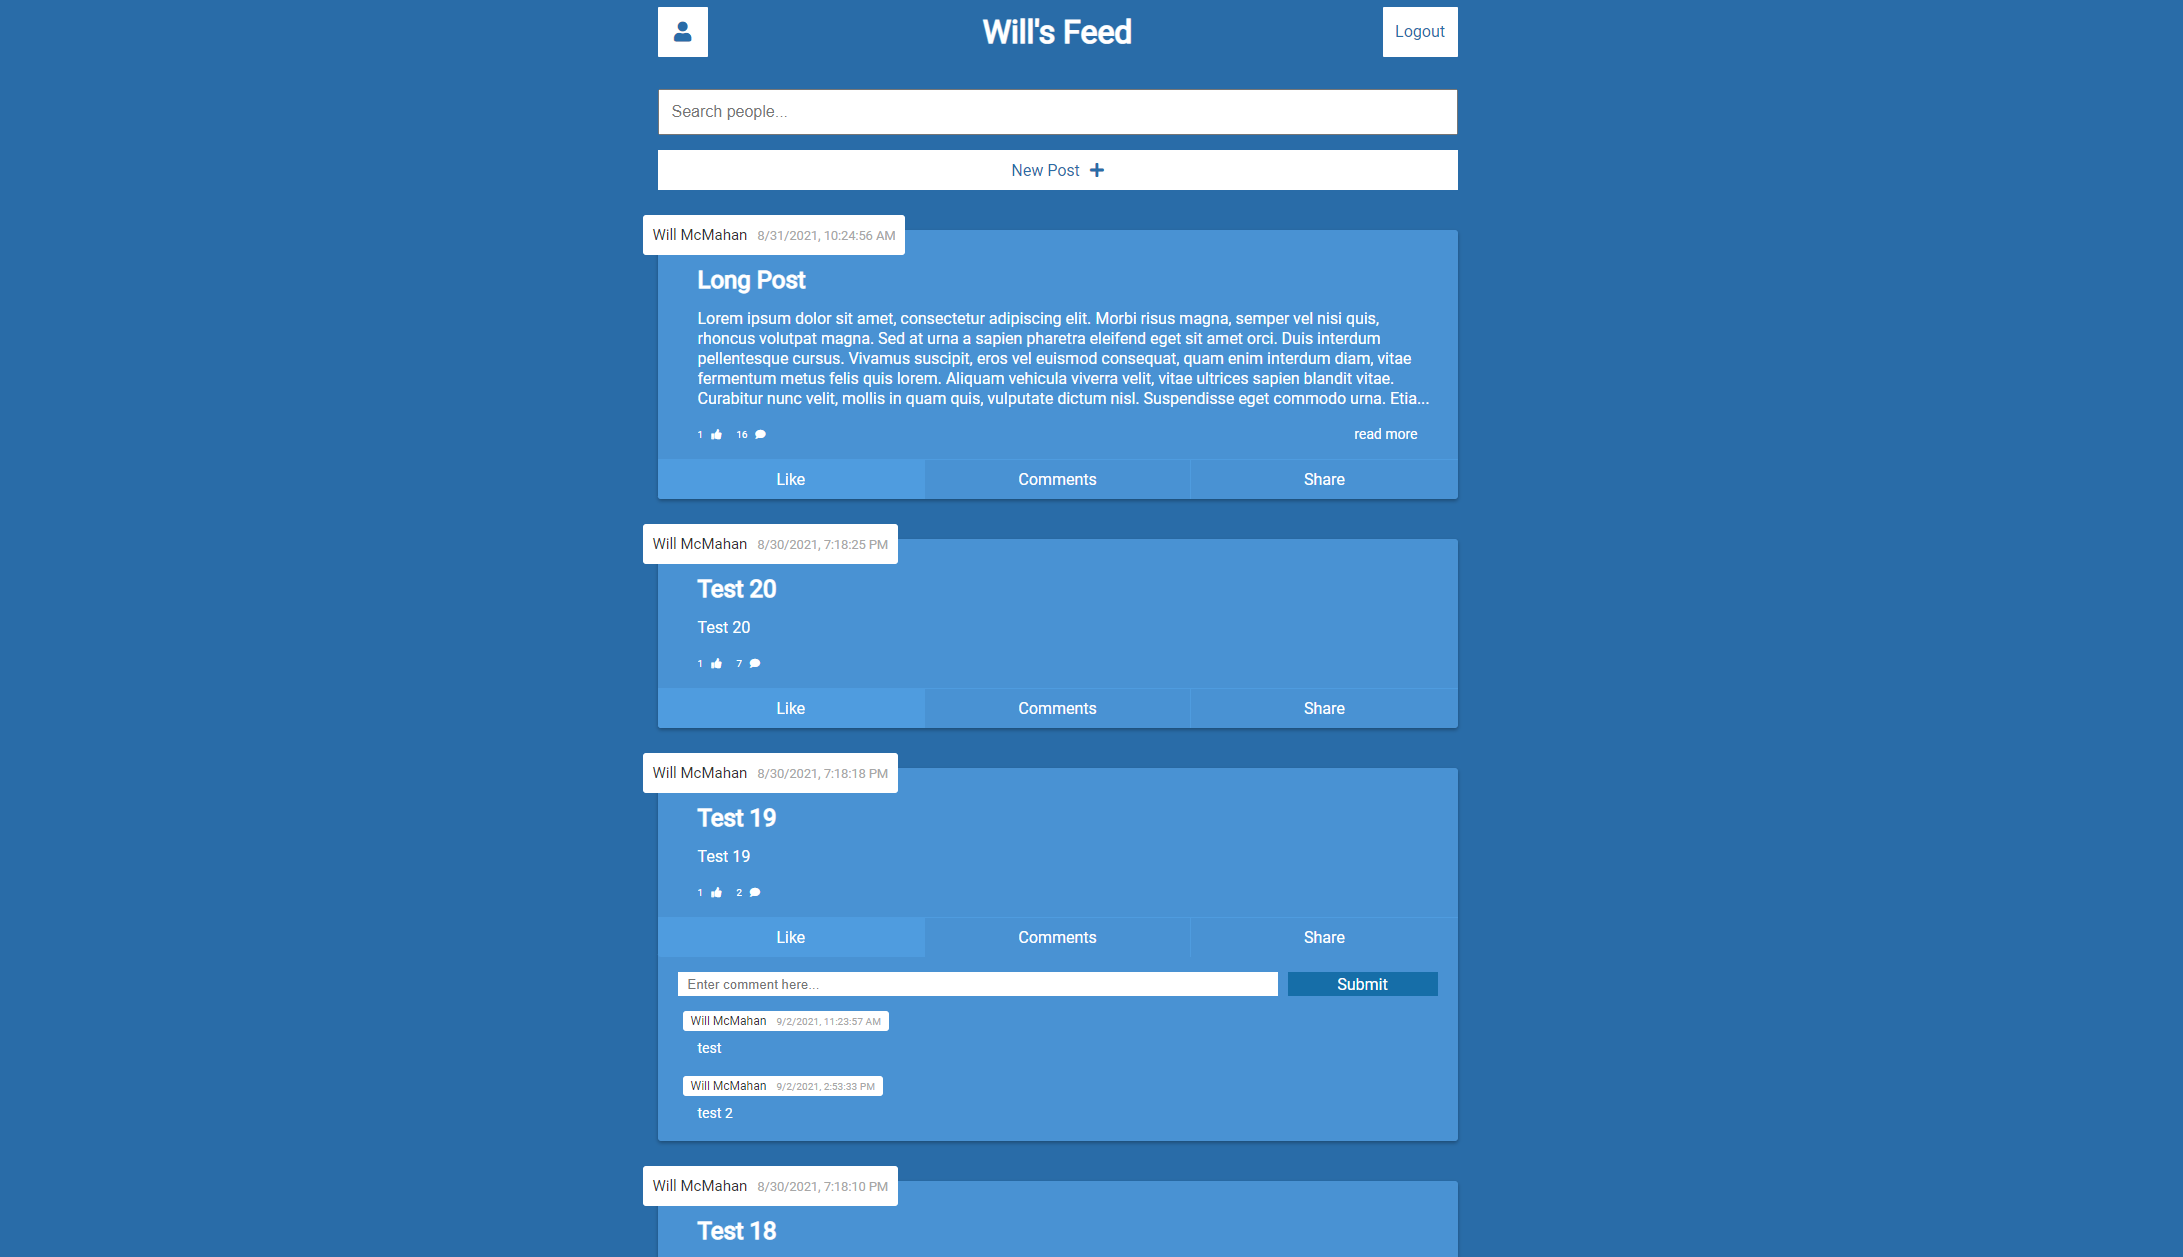 Will's Feed
Logout
Search people...
New Post
Will McMahan 8/31/2021, 10:24:56 AM
Long Post
Lorem ipsum dolor sit amet, consectetur adipiscing elit. Morbi risus magna, semper vel nisi quis,
rhoncus volutpat magna. Sed at urna a sapien pharetra eleifend eget sit amet orci. Duis interdum
pellentesque cursus. Vivamus suscipit, eros vel euismod consequat, quam enim interdum diam, vitae
fermentum metus felis quis lorem. Aliquam vehicula viverra velit, vitae ultrices sapien blandit vitae.
Curabitur nunc velit, mollis in quam quis, vulputate dictum nisl. Suspendisse eget commodo urna. Etia...
1 16 read more
Like Comments Share
Will McMahan 8/30/2021, 7:18:25 PM
Test 20
Test 20
1 7
Like Comments Share
Will McMahan 8/30/2021, 7:18:18 PM
Test 19
Test 19
1 2
Like Comments Share
Enter comment here... Submit
Will McMahan 9/2/2021, 11:23:57 AM
test
Will McMahan 9/2/2021, 2:53:33 PM
test 2
Will McMahan 8/30/2021, 7:18:10 PM
Test 18